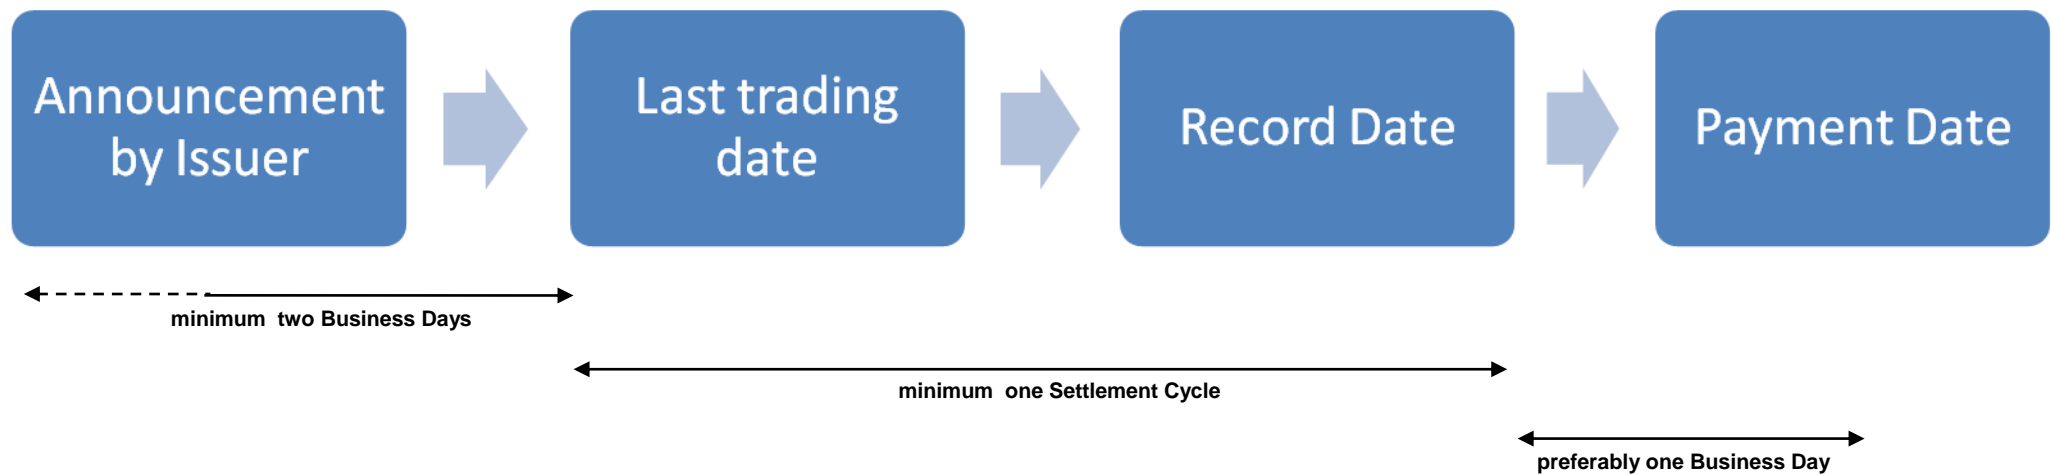 Announcement
by Issuer
Last trading
date
Record Date
Payment Date
minimum  two Business Days
minimum  one Settlement Cycle
preferably one Business Day